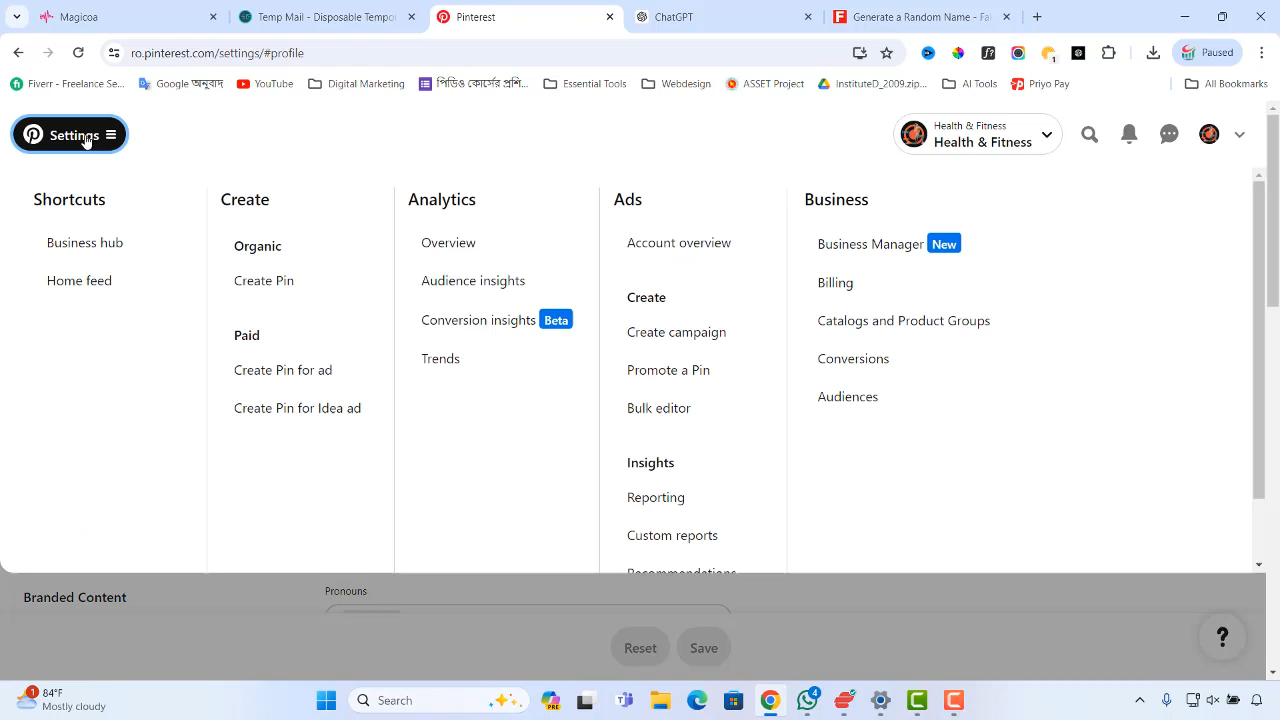 Magicoa
Temp Mail - Disposable Tempo
Pinterest
ChatGPT
Generate a Random Name - Fa
ro.pinterest.com/settings/#profile
1
Paused
Fiverr - Freelance Se...
Google অনুবাদ
YouTube
Digital Marketing
পিডিও কোর্সের প্রশি...
Essential Tools
Webdesign
ASSET Project
InstituteD_2009.zip...
AI Tools
Priyo Pay
All Bookmarks
Settings
Health & Fitness
Health & Fitness
Shortcuts
Business hub
Home feed
Create
Organic
Create Pin
Paid
Create Pin for ad
Create Pin for Idea ad
Analytics
Overview
Audience insights
Conversion insights Beta
Trends
Ads
Account overview
Create
Create campaign
Promote a Pin
Bulk editor
Insights
Reporting
Custom reports
Recommendations
Business
Business Manager New
Billing
Catalogs and Product Groups
Conversions
Audiences
Branded Content
Pronouns
Reset
Save
?
1
84°F
Mostly cloudy
Search
PRE
4